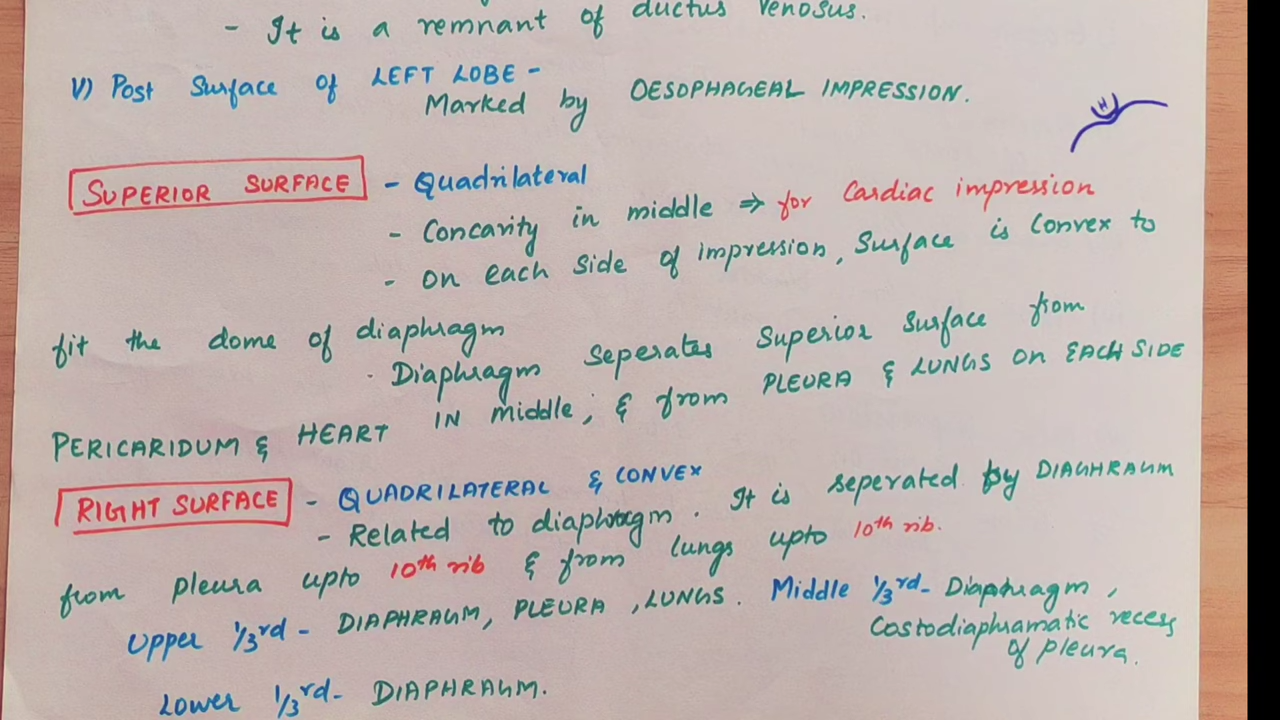 - It is a remnant of ductus venosus.
V) Post Surface of LEFT LOBE -
Marked by OESOPHAGEAL IMPRESSION.
H
SUPERIOR SURFACE - Quadrilateral
- Concavity in middle ⇒ for Cardiac impression
- On each side of impression, Surface is Convex to
fit the dome of diaphragm
- Diaphragm seperates Superior Surface from
PERICARIDUM & HEART IN middle; & from PLEURA & LUNGS ON EACH SIDE
RIGHT SURFACE - QUADRILATERAL & CONVEX
- Related to diaphragm. It is seperated by DIAGHRAGM
from pleura upto 10th rib & from lungs upto 10th rib.
Upper 1/3rd - DIAPHRAGM, PLEURA, LUNGS. Middle 1/3rd - Diaphragm,
Costodiaphramatic recess
of pleura.
Lower 1/3rd - DIAPHRAGM.